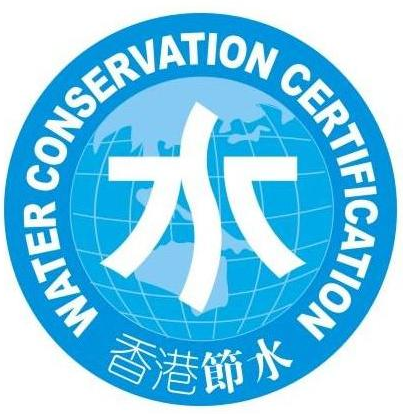 WATER CONSERVATION CERTIFICATION
水
香港節水